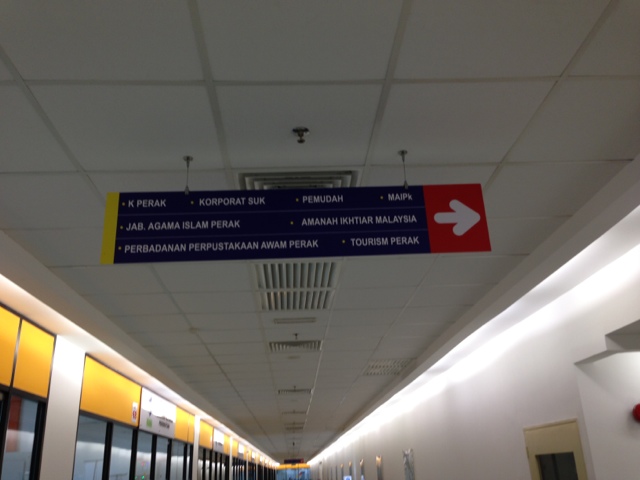 • K PERAK • KORPORAT SUK • PEMUDAH • MAIPk
• JAB. AGAMA ISLAM PERAK • AMANAH IKHTIAR MALAYSIA
• PERBADANAN PERPUSTAKAAN AWAM PERAK • TOURISM PERAK